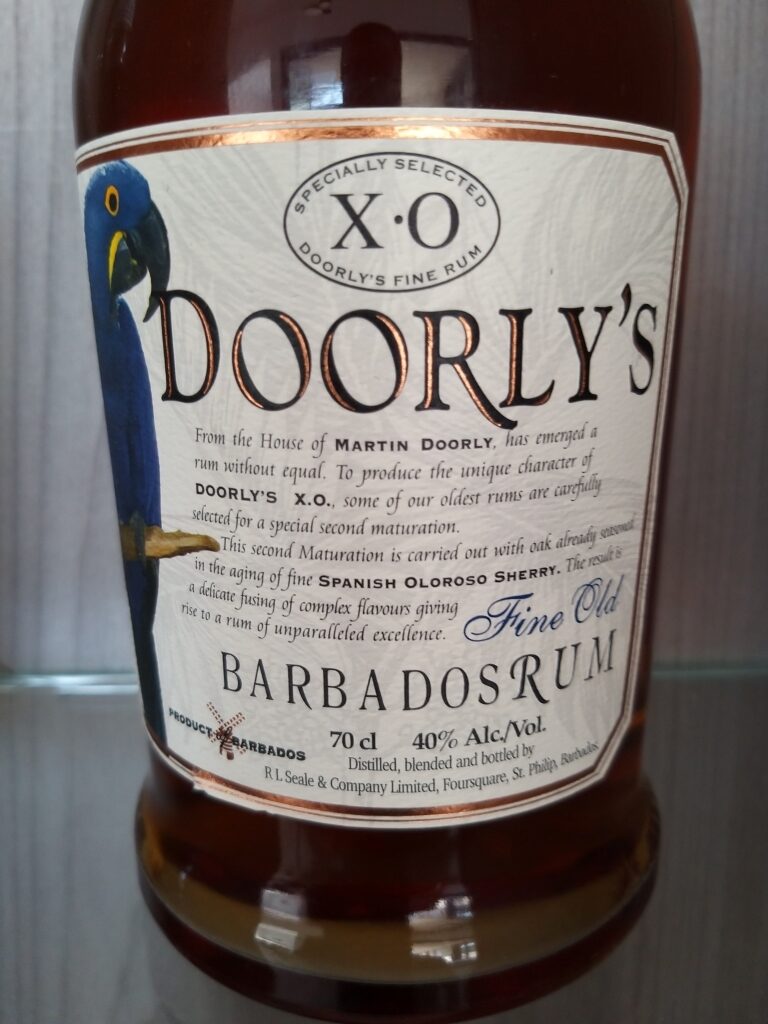 SPECIALLY SELECTED
X·O
DOORLY'S FINE RUM
DOORLY'S
From the House of MARTIN DOORLY, has emerged a
rum without equal. To produce the unique character of
DOORLY'S X.O., some of our oldest rums are carefully
selected for a special second maturation.
This second Maturation is carried out with oak already seasoned
in the aging of fine SPANISH OLOROSO SHERRY. The result is
a delicate fusing of complex flavours giving
rise to a rum of unparalleled excellence.
Fine Old
BARBADOS RUM
PRODUCT BARBADOS
70 cl 40% Alc./Vol.
Distilled, blended and bottled by
R L Seale & Company Limited, Foursquare, St. Philip, Barbados.